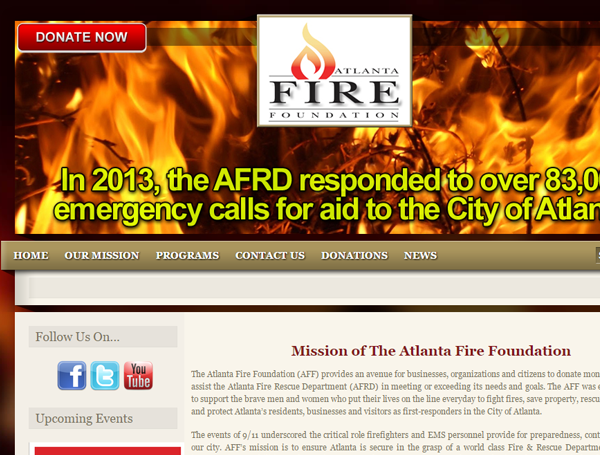 DONATE NOW
ATLANTA
FIRE
FOUNDATION
In 2013, the AFRD responded to over
emergency calls for aid to the City of
HOME OUR MISSION PROGRAMS CONTACT US DONATIONS NEWS
Follow Us On...
f t You Tube
Upcoming Events
Mission of The Atlanta Fire Foundation
The Atlanta Fire Foundation (AFF) provides an avenue for businesses, organizations and citizens to donate
assist the Atlanta Fire Rescue Department (AFRD) in meeting or exceeding its needs and goals. The AFF was
to support the brave men and women who put their lives on the line everyday to fight fires, save property,
and protect Atlanta's residents, businesses and visitors as first-responders in the City of Atlanta.
The events of 9/11 underscored the critical role firefighters and EMS personnel provide for preparedness,
our city. AFF's mission is to ensure Atlanta is secure in the grasp of a world class Fire & Rescue